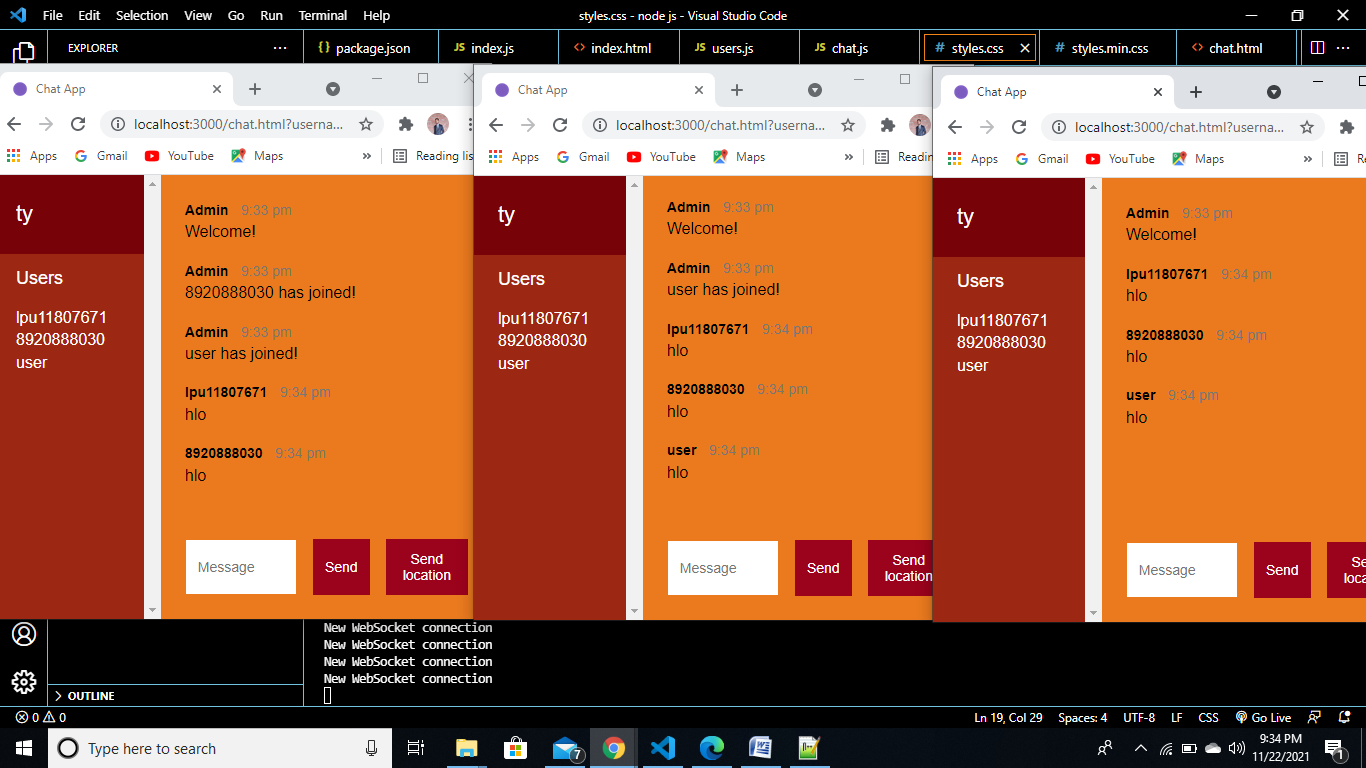 File Edit Selection View Go Run Terminal Help styles.css - node js - Visual Studio Code
EXPLORER ··· {} package.json JS index.js <> index.html JS users.js JS chat.js # styles.css # styles.min.css <> chat.html ···
Chat App
localhost:3000/chat.html?userna...
Apps Gmail YouTube Maps » Reading lis
ty
Users
lpu11807671
8920888030
user
Admin 9:33 pm
Welcome!
Admin 9:33 pm
8920888030 has joined!
Admin 9:33 pm
user has joined!
lpu11807671 9:34 pm
hlo
8920888030 9:34 pm
hlo
Message Send Send
location
Chat App
localhost:3000/chat.html?userna...
Apps Gmail YouTube Maps » Readin
ty
Users
lpu11807671
8920888030
user
Admin 9:33 pm
Welcome!
Admin 9:33 pm
user has joined!
lpu11807671 9:34 pm
hlo
8920888030 9:34 pm
hlo
user 9:34 pm
hlo
Message Send Send
location
Chat App
localhost:3000/chat.html?userna...
Apps Gmail YouTube Maps » Re
ty
Users
lpu11807671
8920888030
user
Admin 9:33 pm
Welcome!
lpu11807671 9:34 pm
hlo
8920888030 9:34 pm
hlo
user 9:34 pm
hlo
Message Send Se
loca
New WebSocket connection
New WebSocket connection
New WebSocket connection
New WebSocket connection
OUTLINE
0 0 Ln 19, Col 29 Spaces: 4 UTF-8 LF CSS Go Live
Type here to search 7 9:34 PM
11/22/2021 1